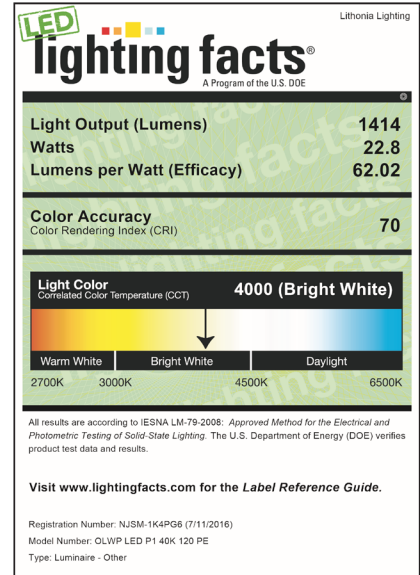 Lithonia Lighting
LED
lighting facts®
A Program of the U.S. DOE
Light Output (Lumens) 1414
Watts 22.8
Lumens per Watt (Efficacy) 62.02
Color Accuracy
Color Rendering Index (CRI) 70
Light Color
Correlated Color Temperature (CCT) 4000 (Bright White)
Warm White Bright White Daylight
2700K 3000K 4500K 6500K
All results are according to IESNA LM-79-2008: Approved Method for the Electrical and
Photometric Testing of Solid-State Lighting. The U.S. Department of Energy (DOE) verifies
product test data and results.
Visit www.lightingfacts.com for the Label Reference Guide.
Registration Number: NJSM-1K4PG6 (7/11/2016)
Model Number: OLWP LED P1 40K 120 PE
Type: Luminaire - Other